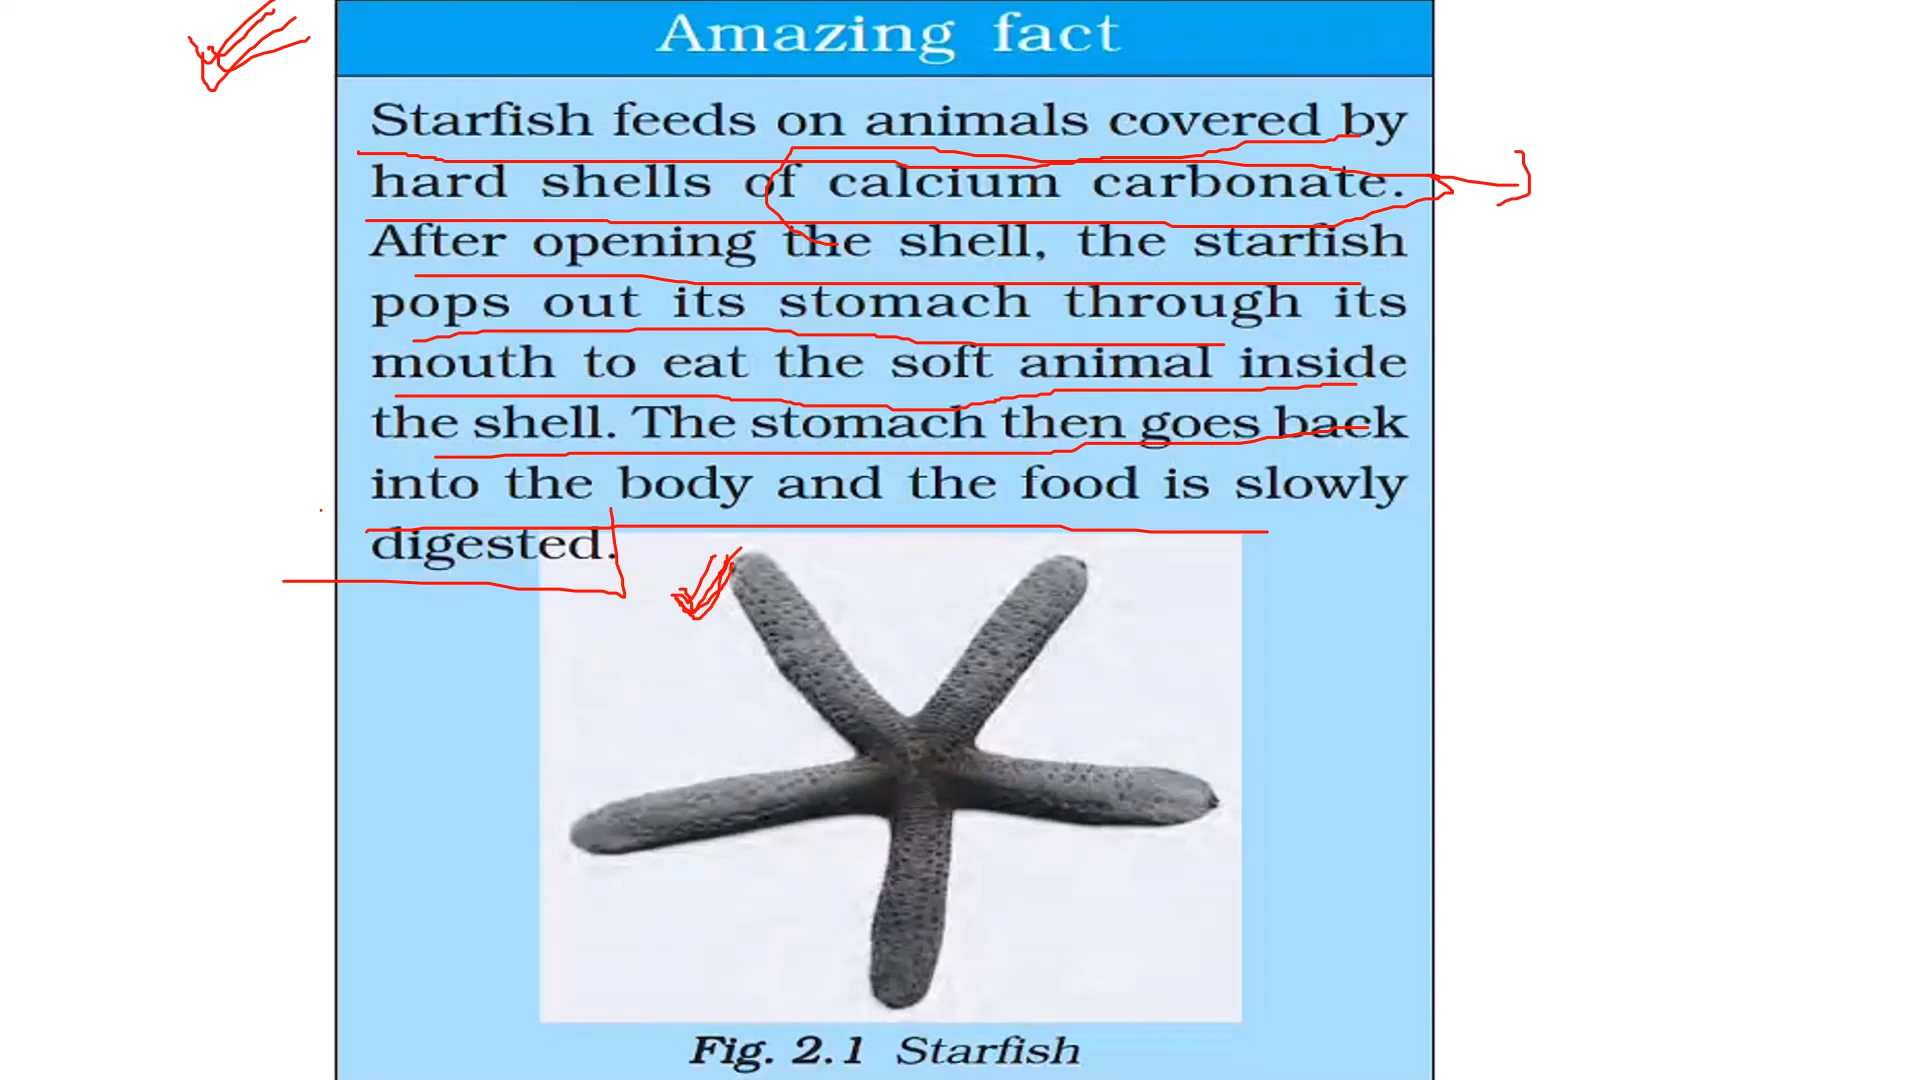 Amazing fact
Starfish feeds on animals covered by
hard shells of calcium carbonate.
After opening the shell, the starfish
pops out its stomach through its
mouth to eat the soft animal inside
the shell. The stomach then goes back
into the body and the food is slowly
digested.
Fig. 2.1 Starfish